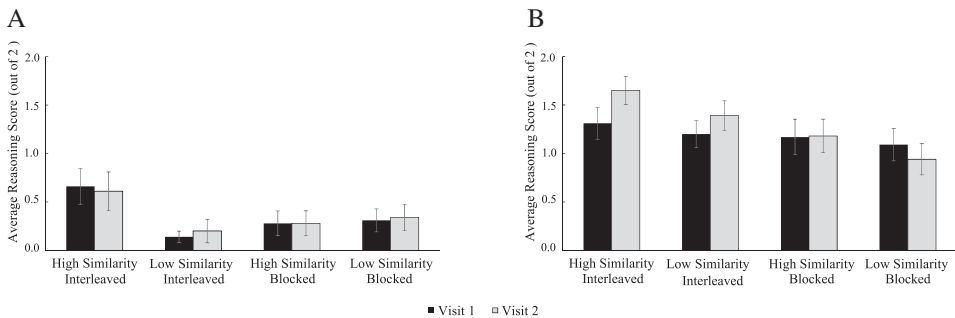 A
Average Reasoning Score (out of 2)
2.0
1.5
1.0
0.5
0.0
High Similarity
Interleaved
Low Similarity
Interleaved
High Similarity
Blocked
Low Similarity
Blocked
B
Average Reasoning Score (out of 2)
2.0
1.5
1.0
0.5
0.0
High Similarity
Interleaved
Low Similarity
Interleaved
High Similarity
Blocked
Low Similarity
Blocked
Visit 1 Visit 2